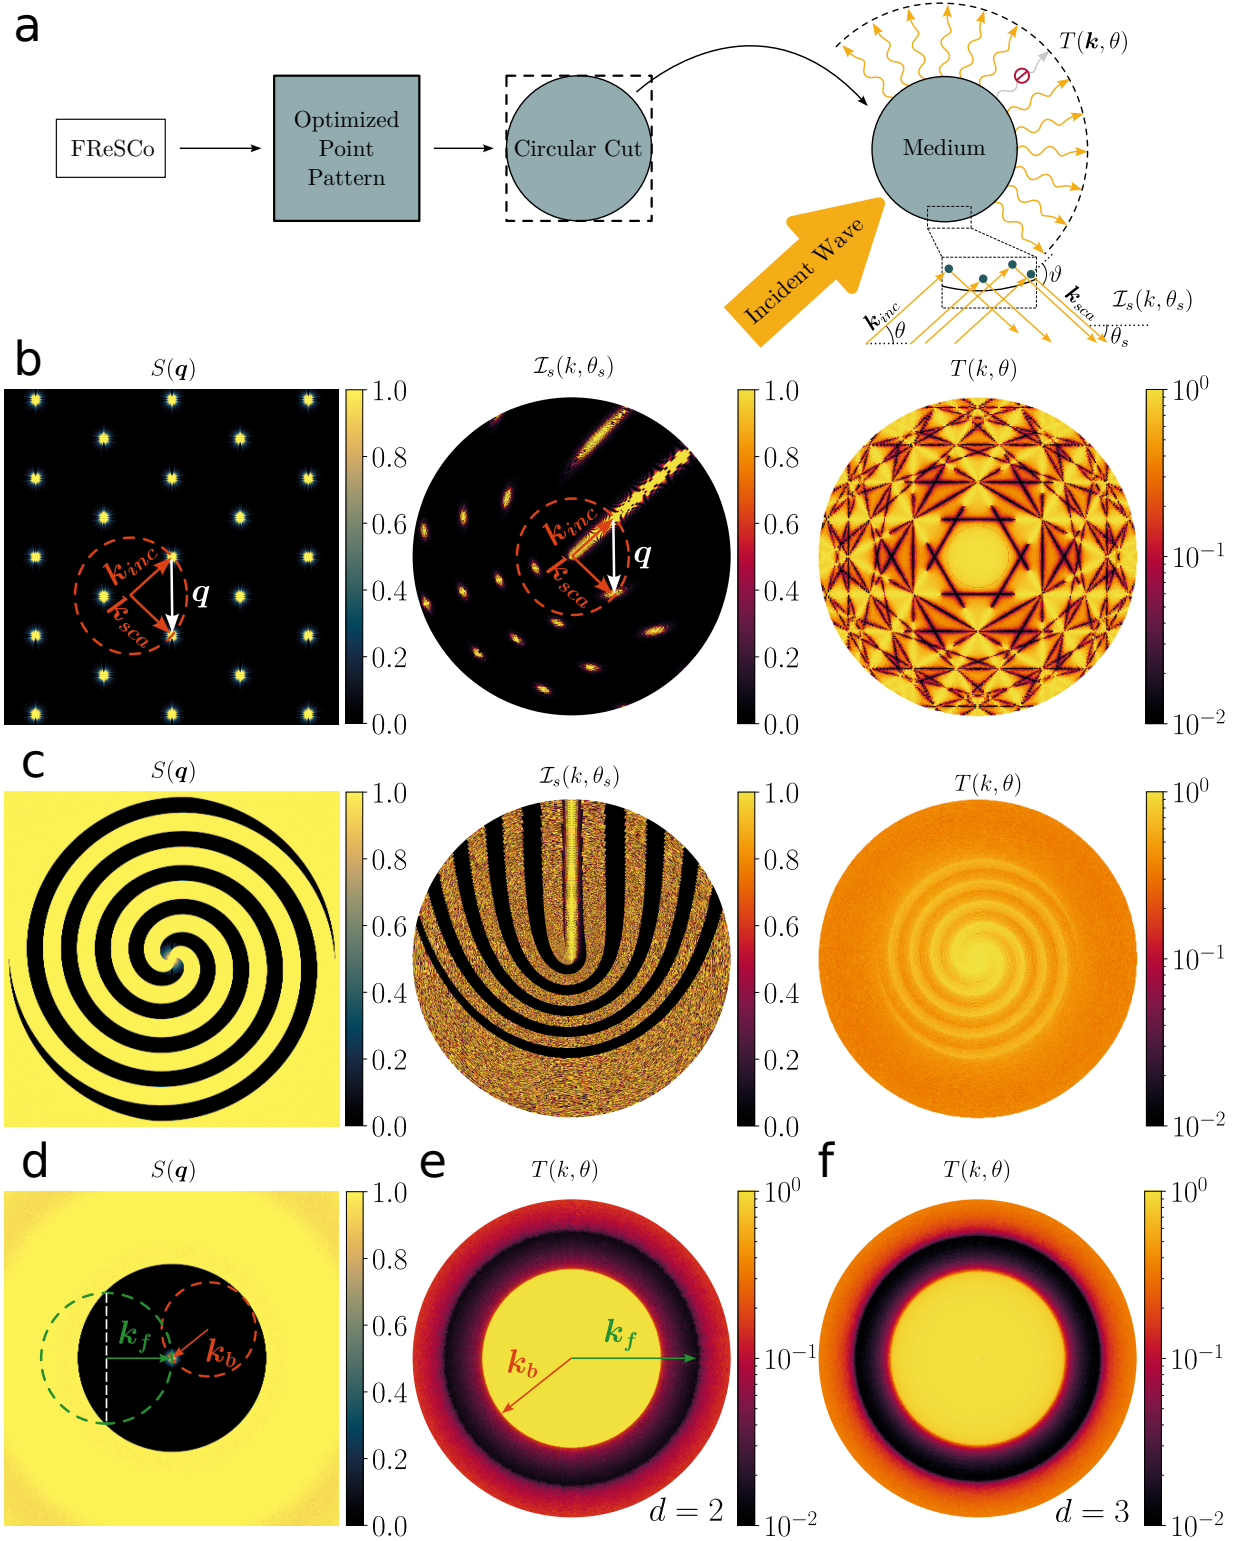 a
FReSCo
Optimized
Point
Pattern
Circular Cut
Medium
T(k, θ)
Incident Wave
k_inc
θ
k_sca
ϑ
I_s(k, θ_s)
θ_s
b
S(q)
I_s(k, θ_s)
T(k, θ)
k_inc
k_sca
q
1.0
0.8
0.6
0.4
0.2
0.0
k_inc
k_sca
q
1.0
0.8
0.6
0.4
0.2
0.0
10^0
10^-1
10^-2
c
S(q)
I_s(k, θ_s)
T(k, θ)
1.0
0.8
0.6
0.4
0.2
0.0
1.0
0.8
0.6
0.4
0.2
0.0
10^0
10^-1
10^-2
d
S(q)
k_f
k_b
1.0
0.8
0.6
0.4
0.2
0.0
e
T(k, θ)
k_f
k_b
d = 2
10^0
10^-1
10^-2
f
T(k, θ)
d = 3
10^0
10^-1
10^-2